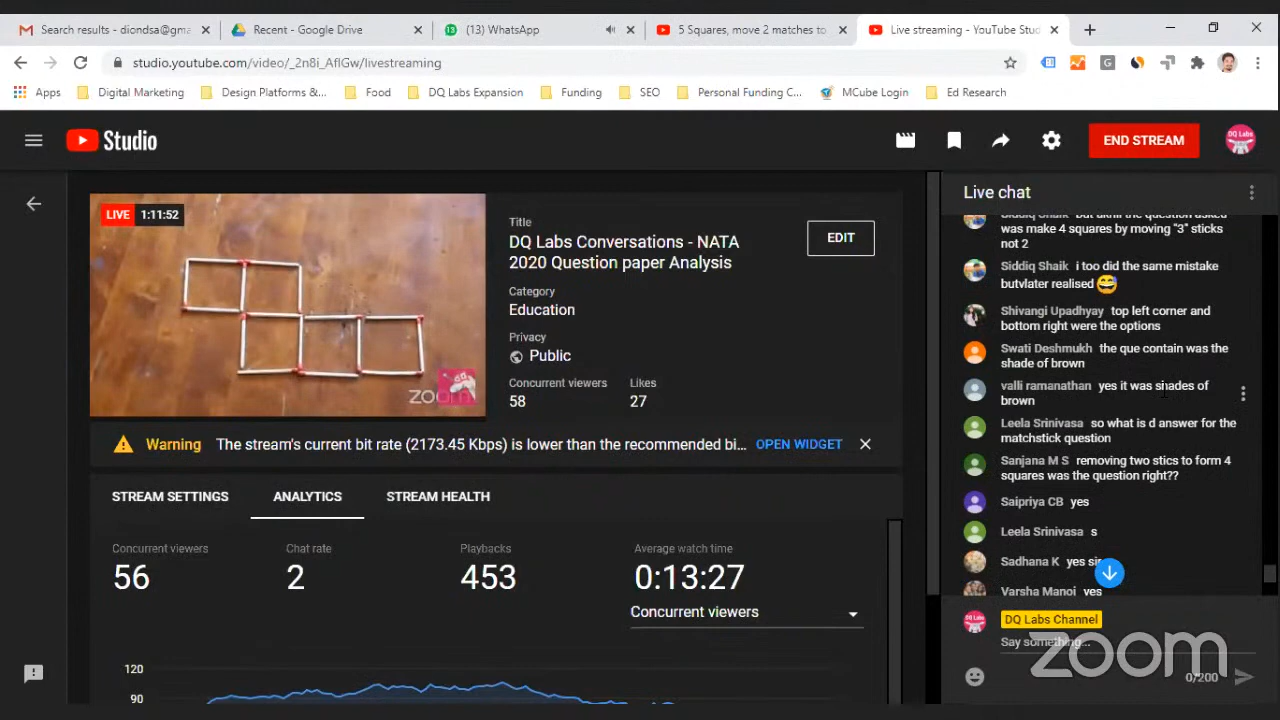 Search results - diondsa@gma
Recent - Google Drive
(13) WhatsApp
5 Squares, move 2 matches to
Live streaming - YouTube Stud
studio.youtube.com/video/_2n8i_AflGw/livestreaming
Apps
Digital Marketing
Design Platforms &...
Food
DQ Labs Expansion
Funding
SEO
Personal Funding C...
MCube Login
Ed Research
Studio
END STREAM
LIVE 1:11:52
zoom
Title
DQ Labs Conversations - NATA
2020 Question paper Analysis
EDIT
Category
Education
Privacy
Public
Concurrent viewers
Likes
58
27
Warning The stream's current bit rate (2173.45 Kbps) is lower than the recommended bi...
OPEN WIDGET
STREAM SETTINGS
ANALYTICS
STREAM HEALTH
Concurrent viewers
Chat rate
Playbacks
Average watch time
56
2
453
0:13:27
Concurrent viewers
120
90
Live chat
Siddiq Shaik but akhil the question asked
was make 4 squares by moving "3" sticks
not 2
Siddiq Shaik i too did the same mistake
butvlater realised
Shivangi Upadhyay top left corner and
bottom right were the options
Swati Deshmukh the que contain was the
shade of brown
valli ramanathan yes it was shades of
brown
Leela Srinivasa so what is d answer for the
matchstick question
Sanjana M S removing two stics to form 4
squares was the question right??
Saipriya CB yes
Leela Srinivasa s
Sadhana K yes sir
Varsha Manoj yes
DQ Labs Channel
Say something...
zoom
0/200